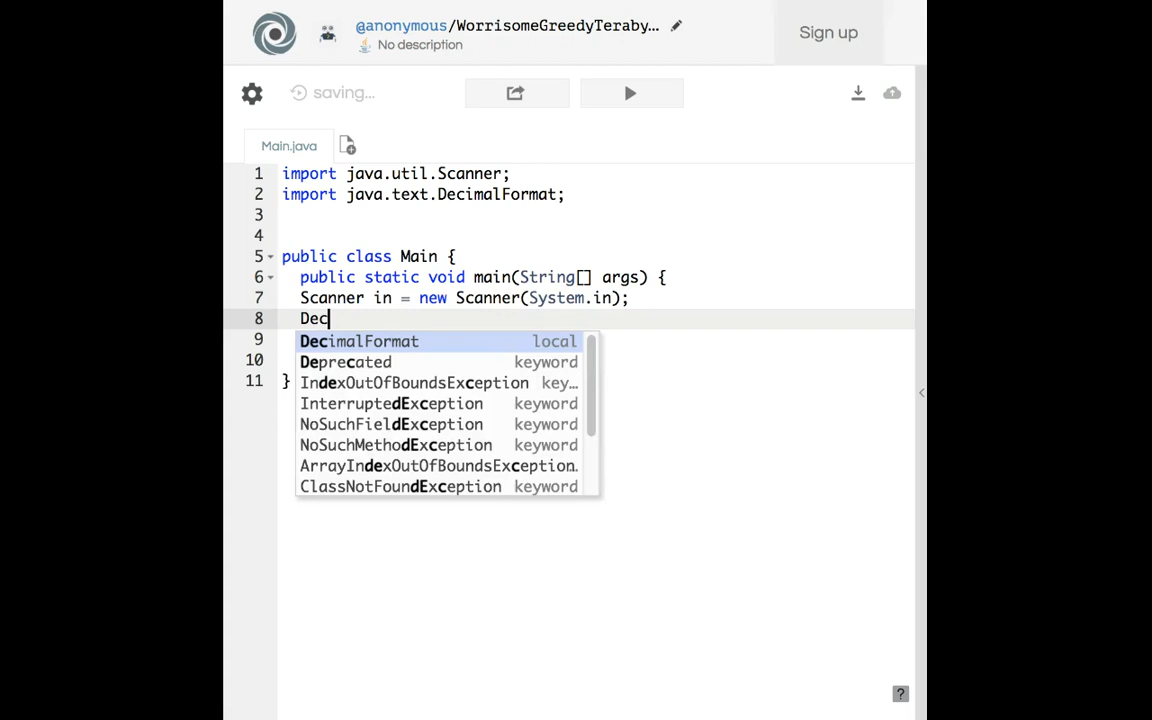 @anonymous/WorrisomeGreedyTeraby...
No description
Sign up
saving...
Main.java
1 import java.util.Scanner;
2 import java.text.DecimalFormat;
3
4
5 public class Main {
6 public static void main(String[] args) {
7 Scanner in = new Scanner(System.in);
8 Dec
9
10
11 }
DecimalFormat local
Deprecated keyword
IndexOutOfBoundsException key...
InterruptedException keyword
NoSuchFieldException keyword
NoSuchMethodException keyword
ArrayIndexOutOfBoundsException.
ClassNotFoundException keyword
?